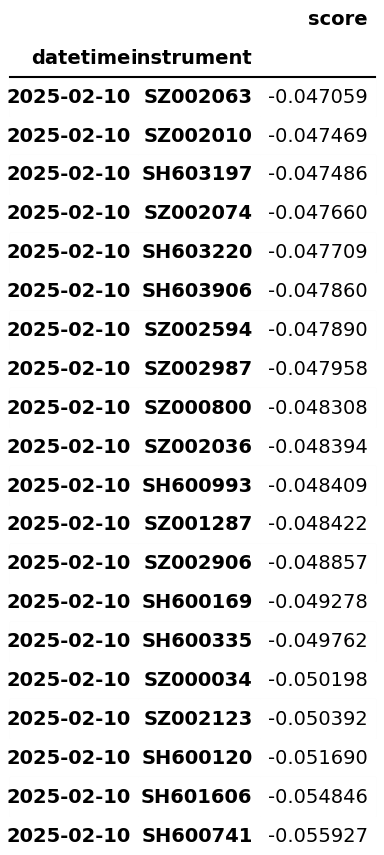 score
datetime instrument
2025-02-10 SZ002063 -0.047059
2025-02-10 SZ002010 -0.047469
2025-02-10 SH603197 -0.047486
2025-02-10 SZ002074 -0.047660
2025-02-10 SH603220 -0.047709
2025-02-10 SH603906 -0.047860
2025-02-10 SZ002594 -0.047890
2025-02-10 SZ002987 -0.047958
2025-02-10 SZ000800 -0.048308
2025-02-10 SZ002036 -0.048394
2025-02-10 SH600993 -0.048409
2025-02-10 SZ001287 -0.048422
2025-02-10 SZ002906 -0.048857
2025-02-10 SH600169 -0.049278
2025-02-10 SH600335 -0.049762
2025-02-10 SZ000034 -0.050198
2025-02-10 SZ002123 -0.050392
2025-02-10 SH600120 -0.051690
2025-02-10 SH601606 -0.054846
2025-02-10 SH600741 -0.055927